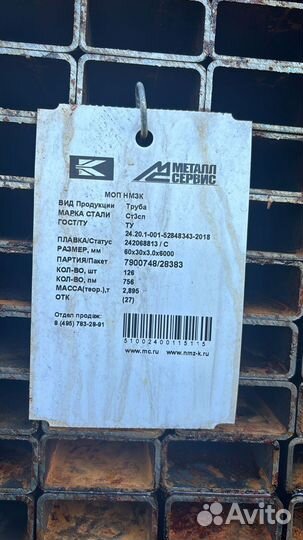 МЕТАЛЛ
СЕРВИС
МОП НМЗК
ВИД Продукции Труба
МАРКА СТАЛИ Ст3сп
ГОСТ/ТУ ТУ
24.20.1-001-52848343-2018
ПЛАВКА/Статус 242068813 / С
РАЗМЕР, мм 60х30х3,0х6000
ПАРТИЯ/Пакет 7900748/28383
КОЛ-ВО, шт 126
КОЛ-ВО, пм 756
МАССА(теор.),т 2,895
ОТК (27)
Отдел продаж:
8 (495) 783-28-91
51002400115115
www.mc.ru www.nmz-k.ru
Avito